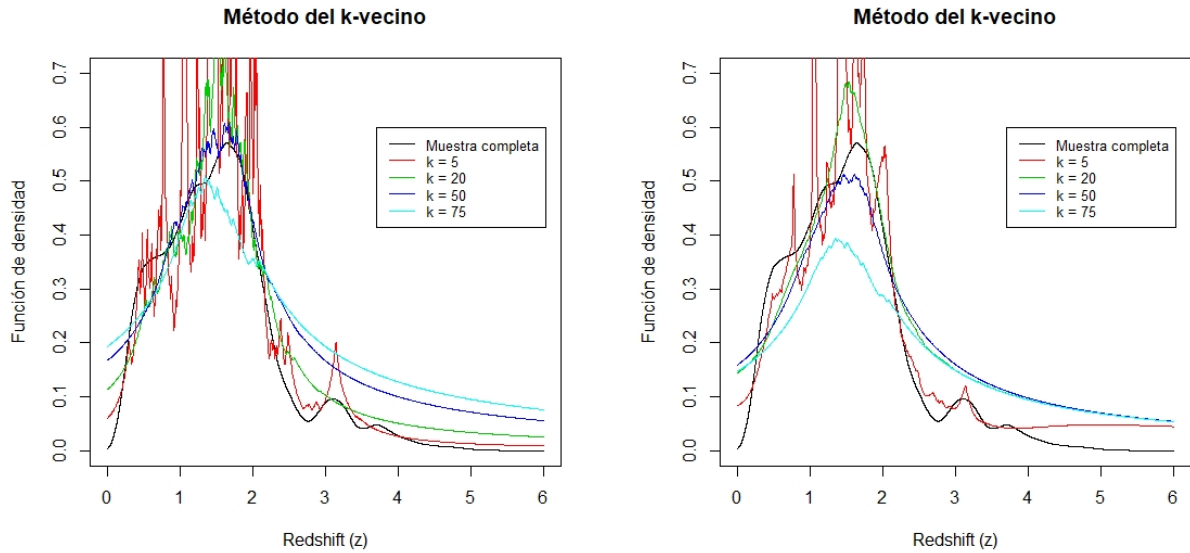 Método del k-vecino
Función de densidad
0.7
0.6
0.5
0.4
0.3
0.2
0.1
0.0
Muestra completa
k = 5
k = 20
k = 50
k = 75
0 1 2 3 4 5 6
Redshift (z)
Método del k-vecino
Función de densidad
0.7
0.6
0.5
0.4
0.3
0.2
0.1
0.0
Muestra completa
k = 5
k = 20
k = 50
k = 75
0 1 2 3 4 5 6
Redshift (z)